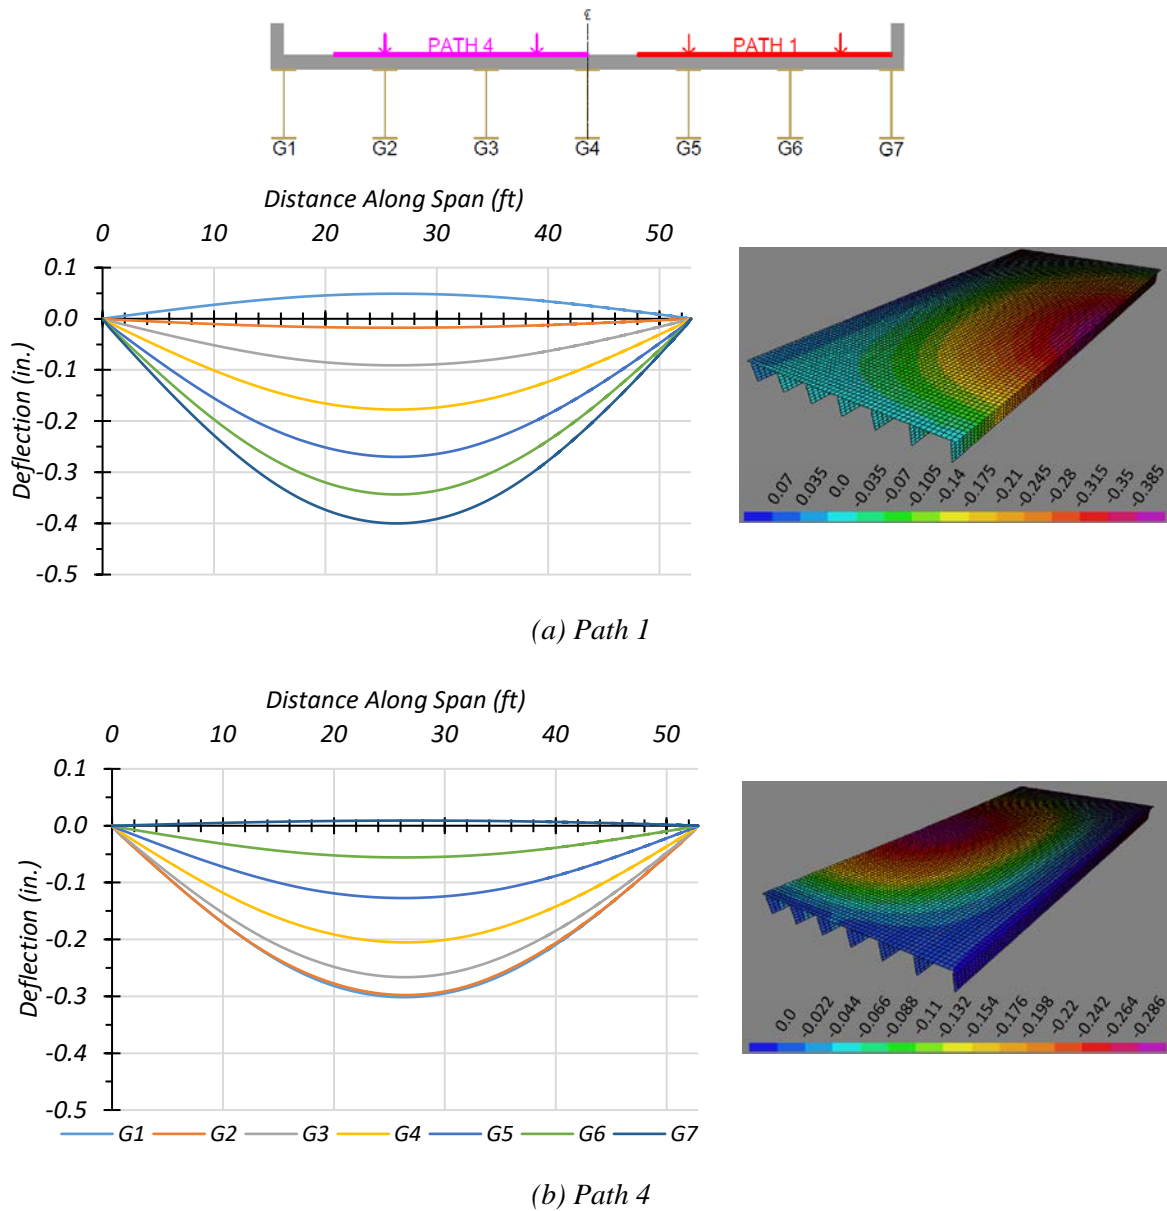 ℄
PATH 4 PATH 1
G1 G2 G3 G4 G5 G6 G7
Distance Along Span (ft)
0 10 20 30 40 50
0.1
0.0
-0.1
-0.2
-0.3
-0.4
-0.5
Deflection (in.)
0.07 0.035 0.0 -0.035 -0.07 -0.105 -0.14 -0.175 -0.21 -0.245 -0.28 -0.315 -0.35 -0.385
(a) Path 1
Distance Along Span (ft)
0 10 20 30 40 50
0.1
0.0
-0.1
-0.2
-0.3
-0.4
-0.5
Deflection (in.)
0.0 -0.022 -0.044 -0.066 -0.088 -0.11 -0.132 -0.154 -0.176 -0.198 -0.22 -0.242 -0.264 -0.286
G1 G2 G3 G4 G5 G6 G7
(b) Path 4